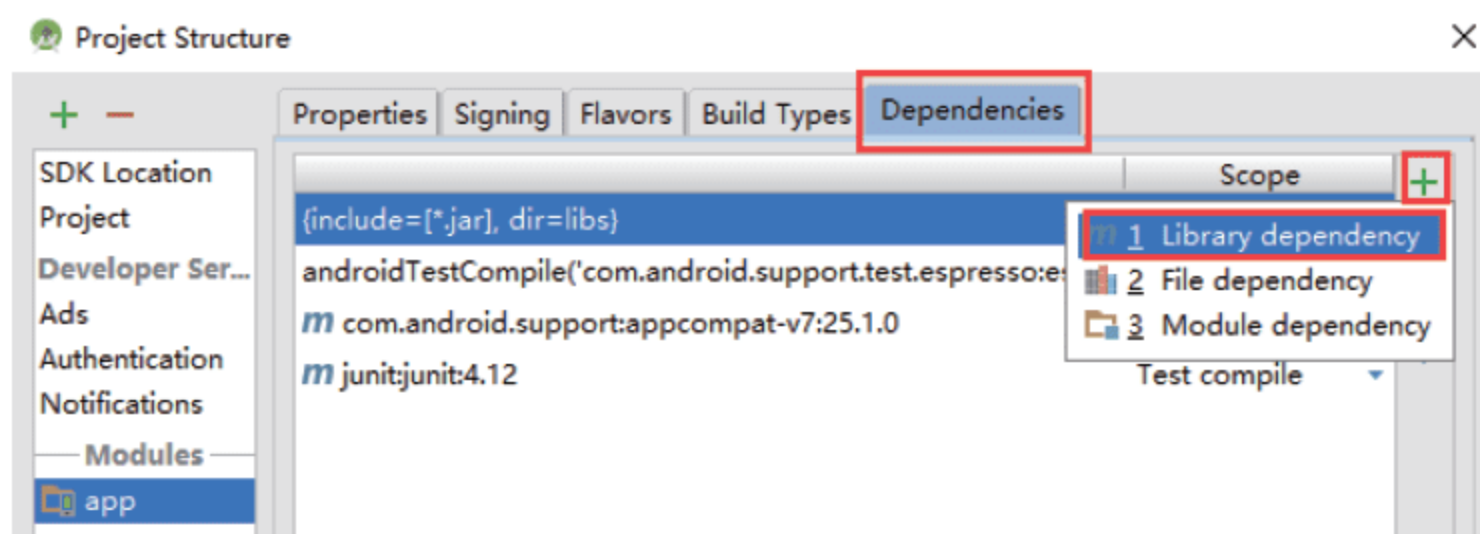 Project Structure
Properties Signing Flavors Build Types Dependencies
SDK Location
Project
Developer Ser...
Ads
Authentication
Notifications
Modules
app
Scope
{include=[*.jar], dir=libs}
androidTestCompile('com.android.support.test.espresso:es
m com.android.support:appcompat-v7:25.1.0
m junit:junit:4.12 Test compile
m 1 Library dependency
2 File dependency
3 Module dependency